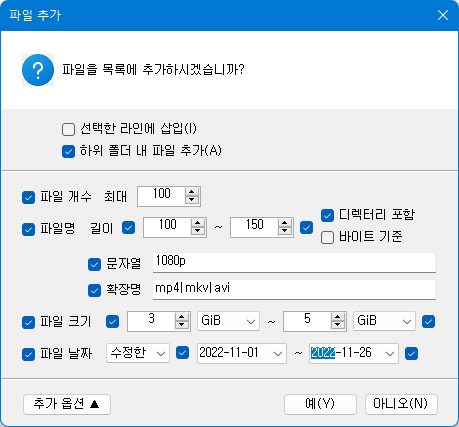 파일 추가
파일을 목록에 추가하시겠습니까?
선택한 라인에 삽입(I)
하위 폴더 내 파일 추가(A)
파일 개수 최대 100
파일명 길이 100 ~ 150 디렉터리 포함
바이트 기준
문자열 1080p
확장명 mp4|mkv|avi
파일 크기 3 GiB ~ 5 GiB
파일 날짜 수정한 2022-11-01 ~ 2022-11-26
추가 옵션 ▲ 예(Y) 아니오(N)